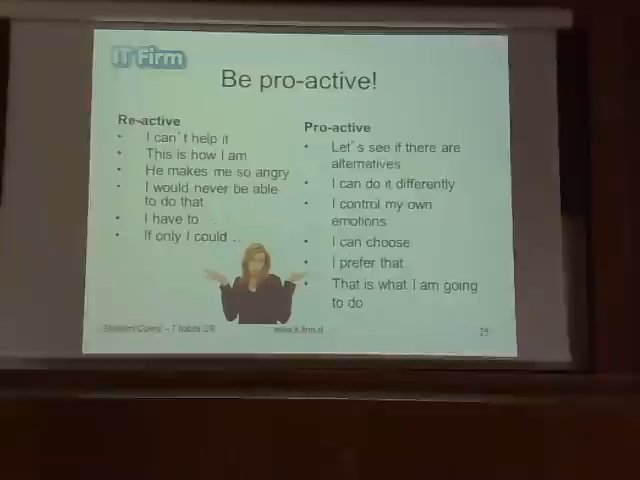 IT Firm
Be pro-active!
Re-active
• I can't help it
• This is how I am
• He makes me so angry
• I would never be able
to do that
• I have to ...
• If only I could ...
Pro-active
• Let's see if there are
alternatives
• I can do it differently
• I control my own
emotions
• I can choose
• I prefer that
• That is what I am going
to do